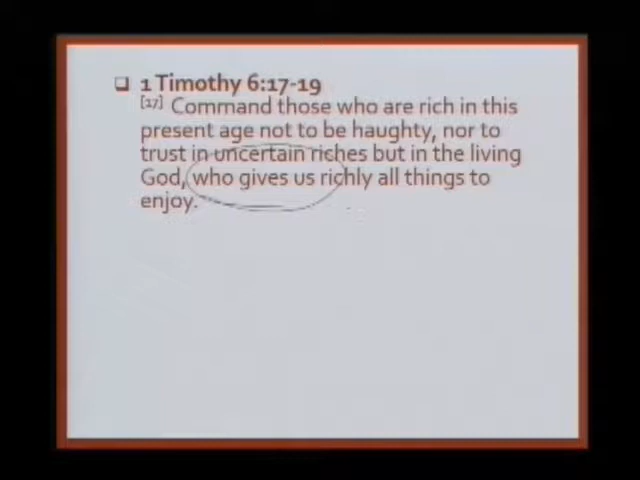 1 Timothy 6:17-19
[17] Command those who are rich in this
present age not to be haughty, nor to
trust in uncertain riches but in the living
God, who gives us richly all things to
enjoy.